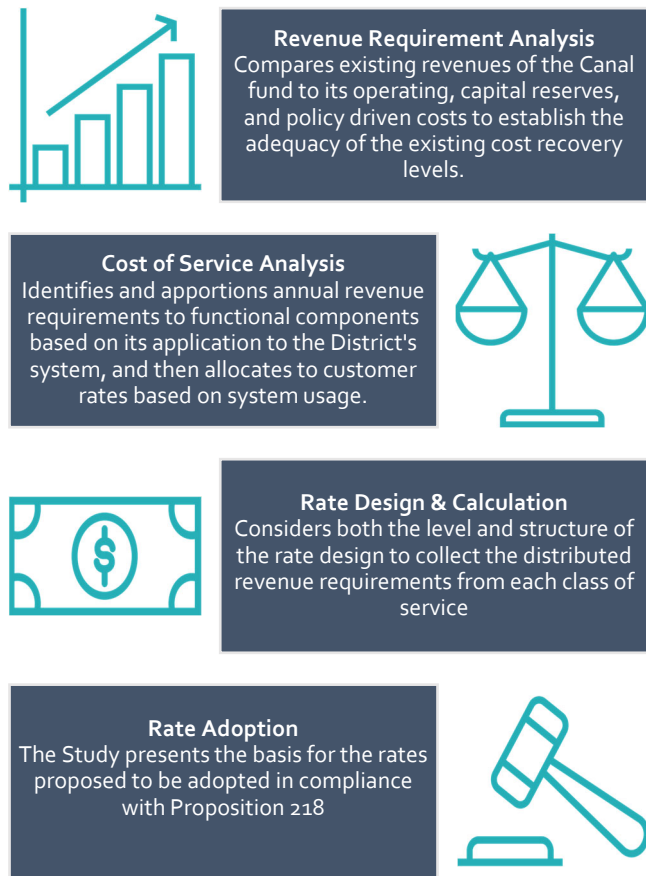 Revenue Requirement Analysis
Compares existing revenues of the Canal
fund to its operating, capital reserves,
and policy driven costs to establish the
adequacy of the existing cost recovery
levels.
Cost of Service Analysis
Identifies and apportions annual revenue
requirements to functional components
based on its application to the District's
system, and then allocates to customer
rates based on system usage.
$
Rate Design & Calculation
Considers both the level and structure of
the rate design to collect the distributed
revenue requirements from each class of
service
Rate Adoption
The Study presents the basis for the rates
proposed to be adopted in compliance
with Proposition 218